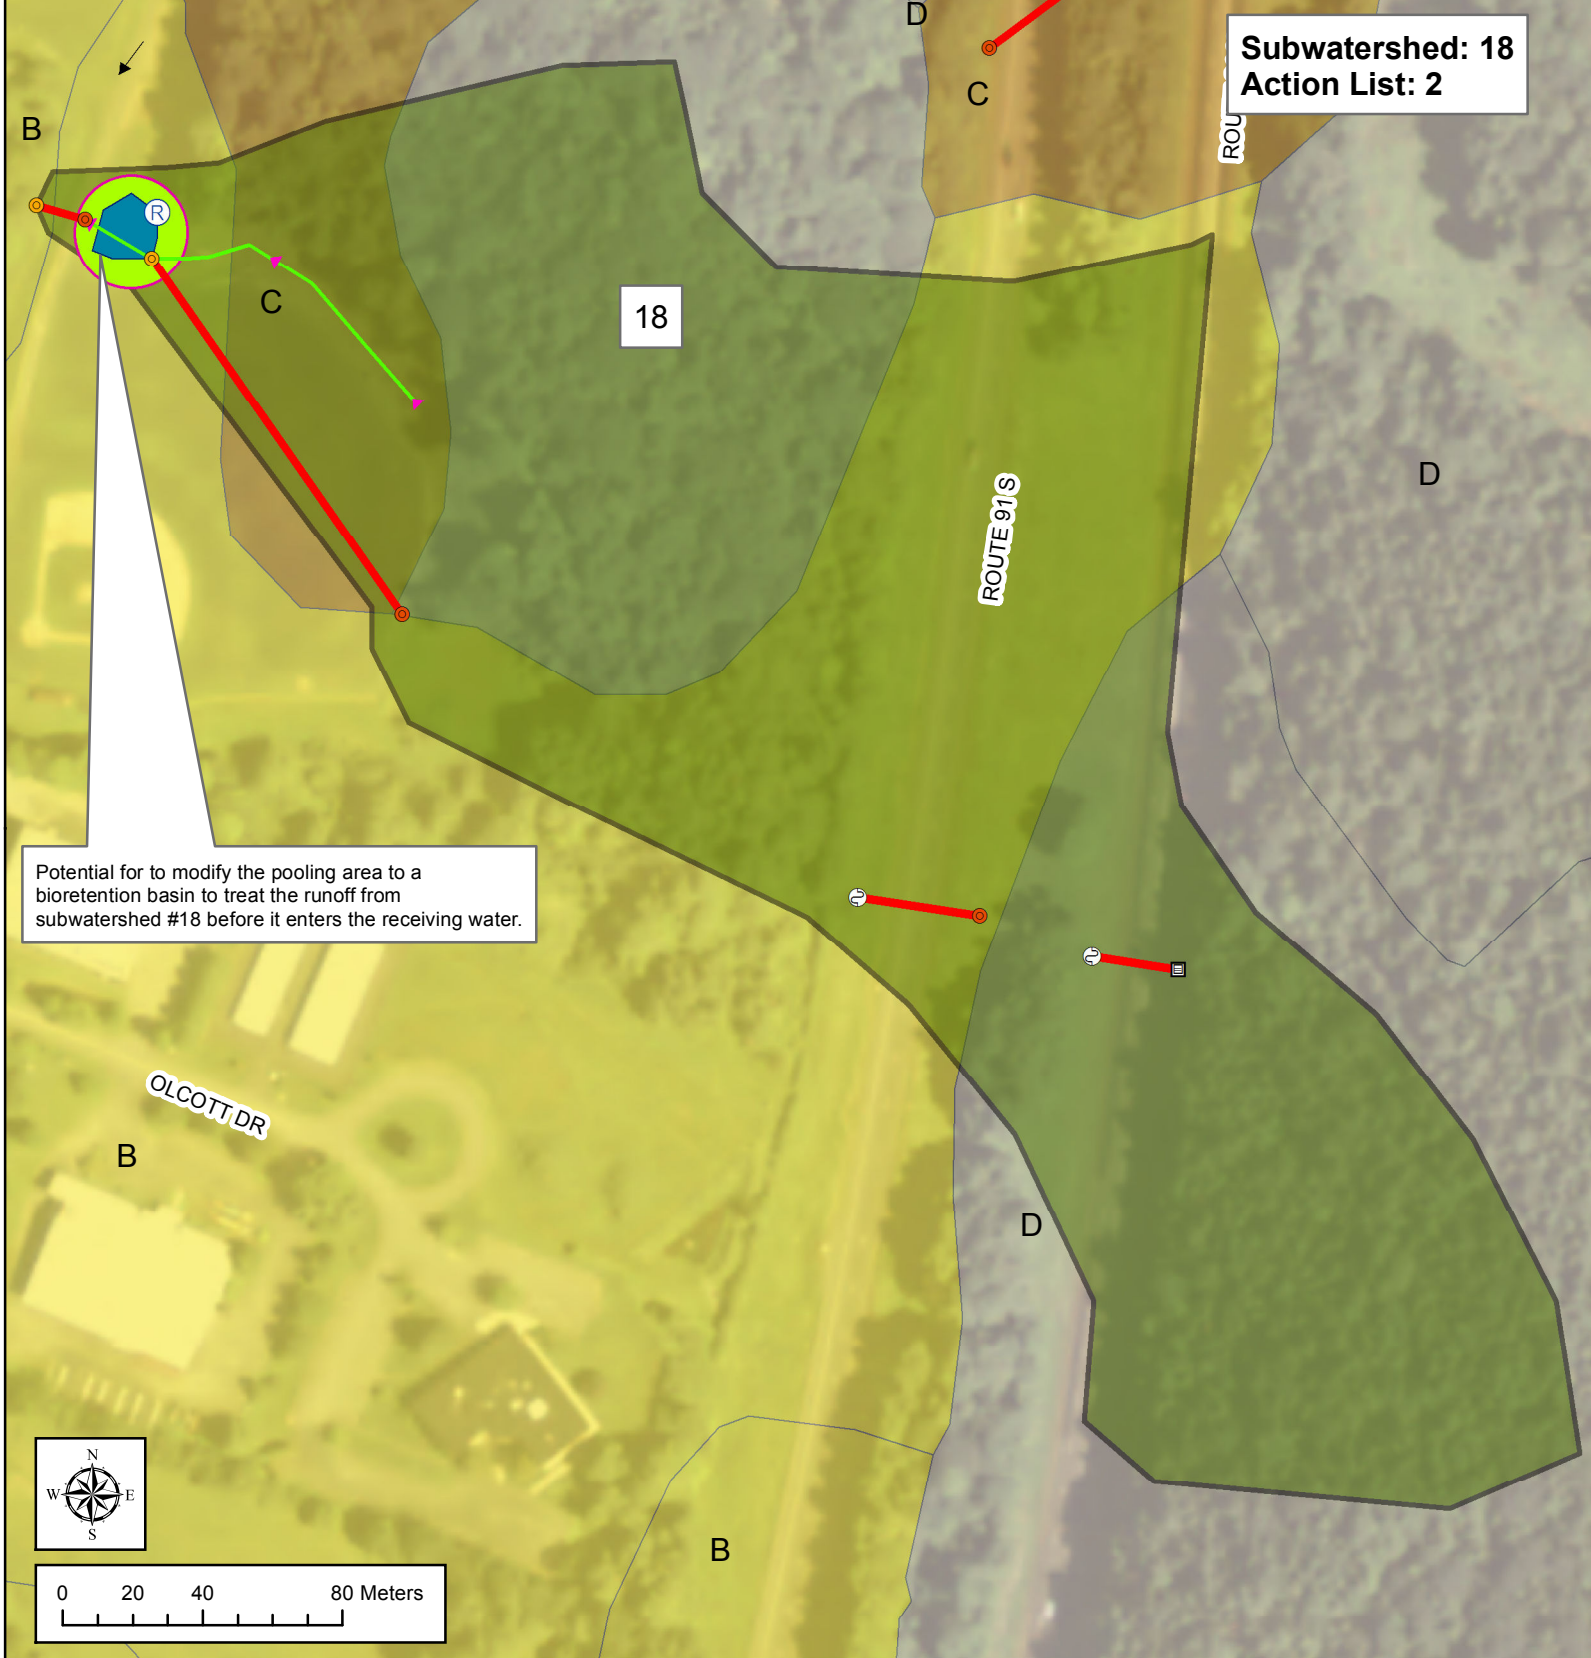 D
Subwatershed: 18
Action List: 2
C
B
ROU
R
C
18
D
ROUTE 91 S
Potential for to modify the pooling area to a
bioretention basin to treat the runoff from
subwatershed #18 before it enters the receiving water.
OLCOTT DR
B
D
N
W E
S
B
0 20 40 80 Meters